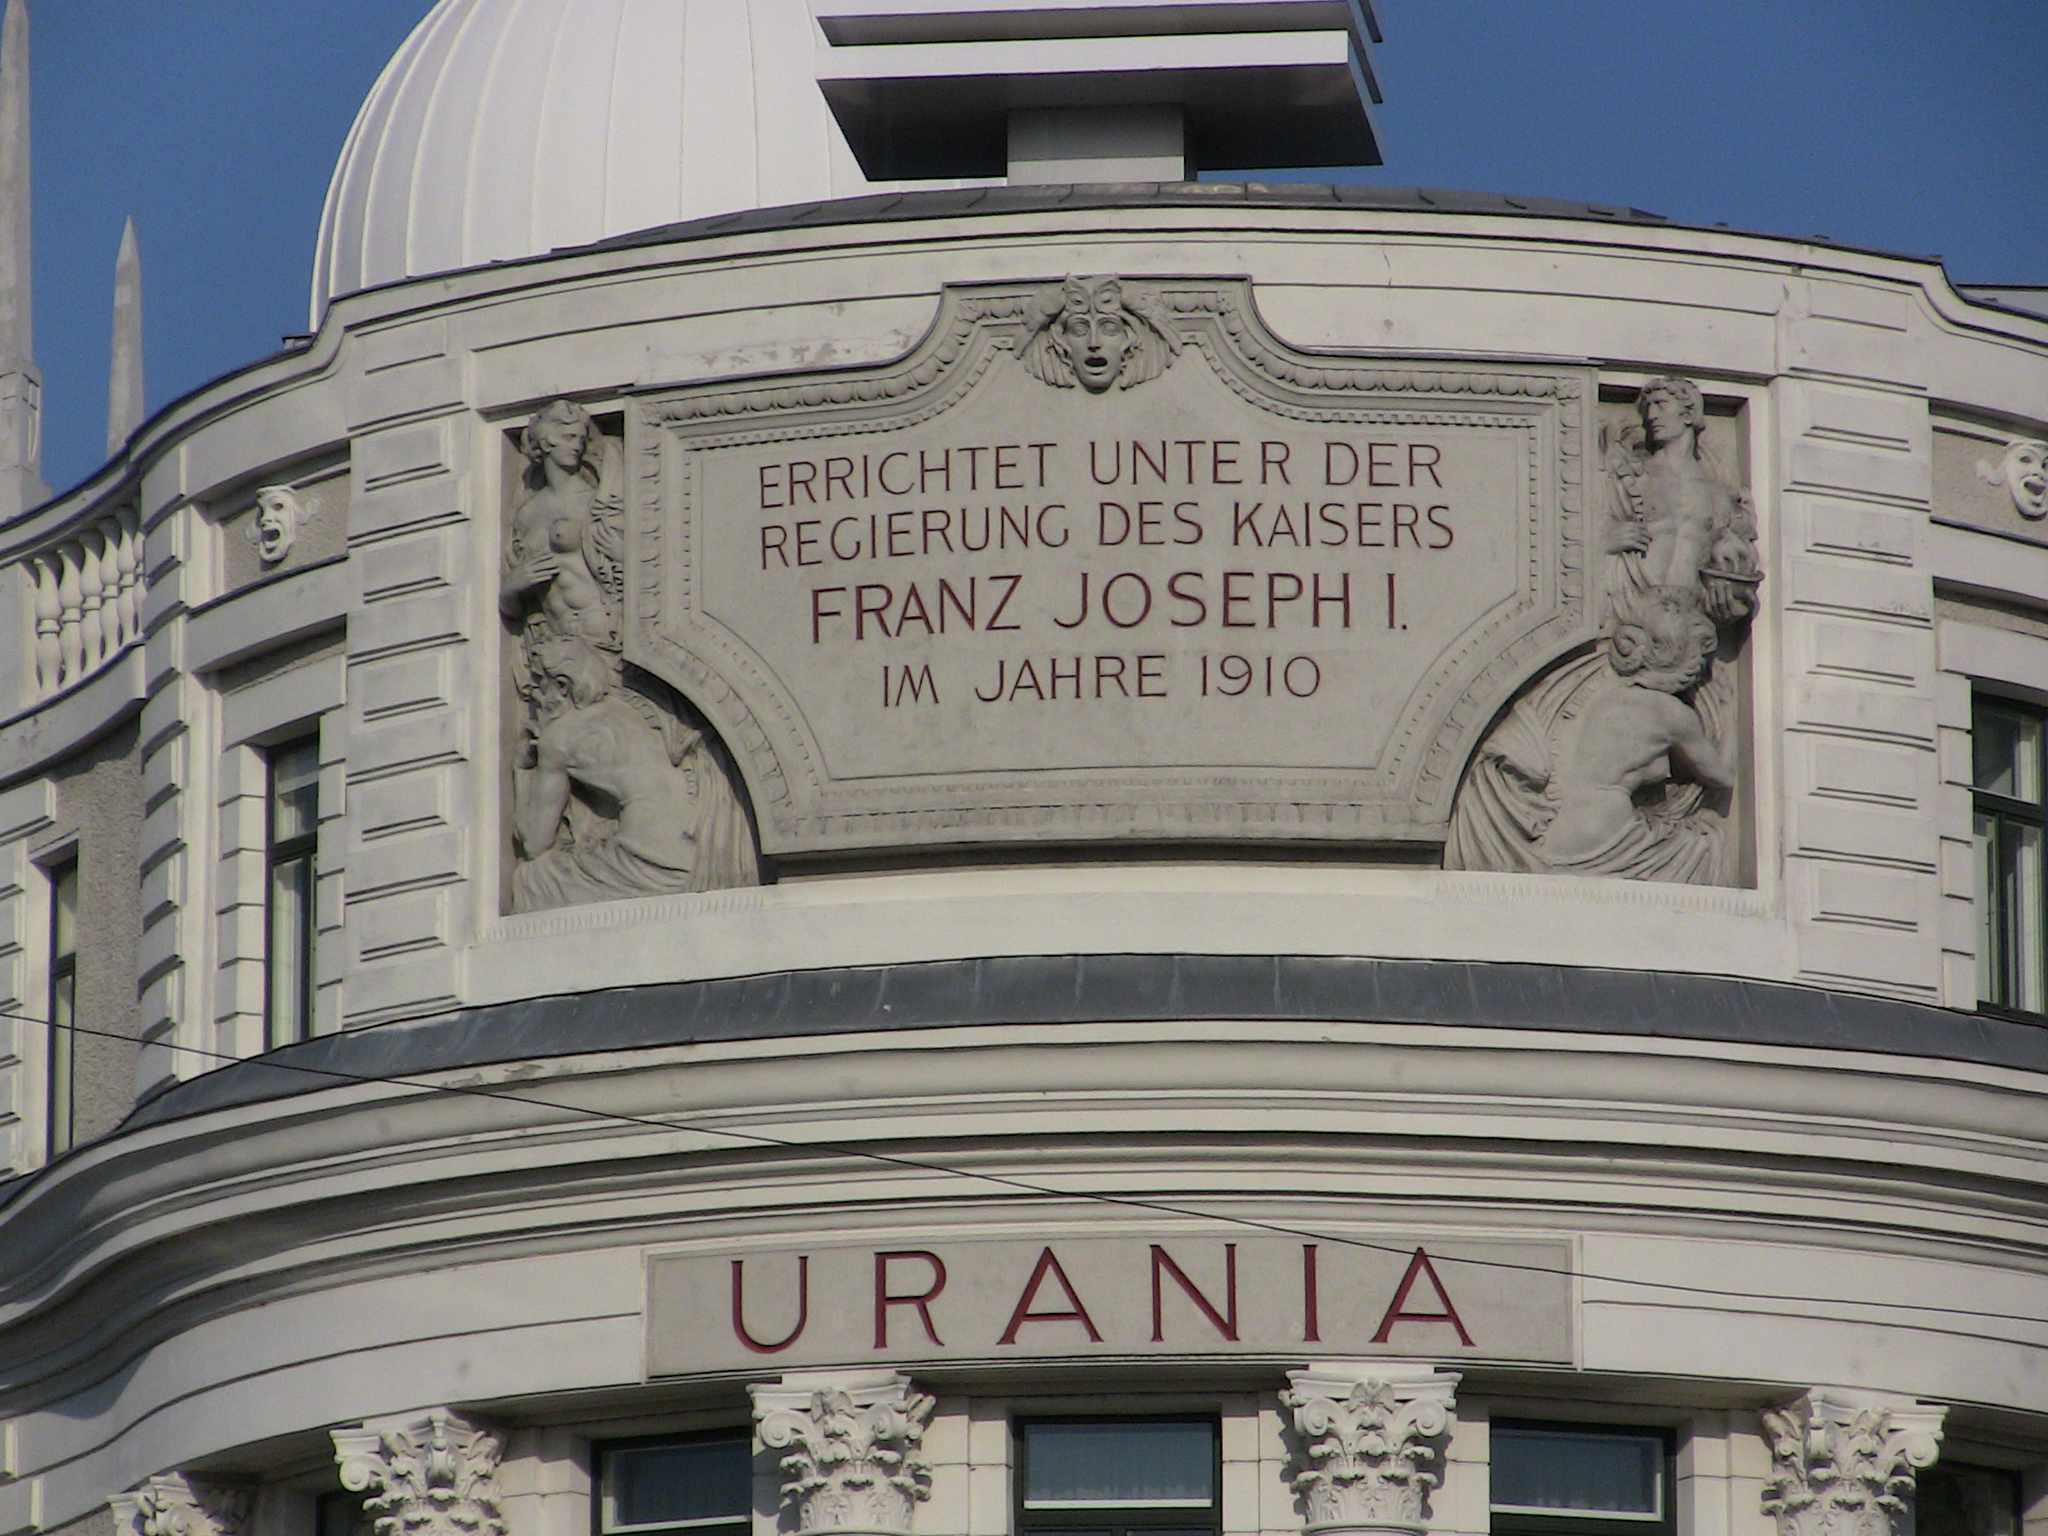 ERRICHTET UNTER DER
REGIERUNG DES KAISERS
FRANZ JOSEPH I.
IM JAHRE 1910
URANIA